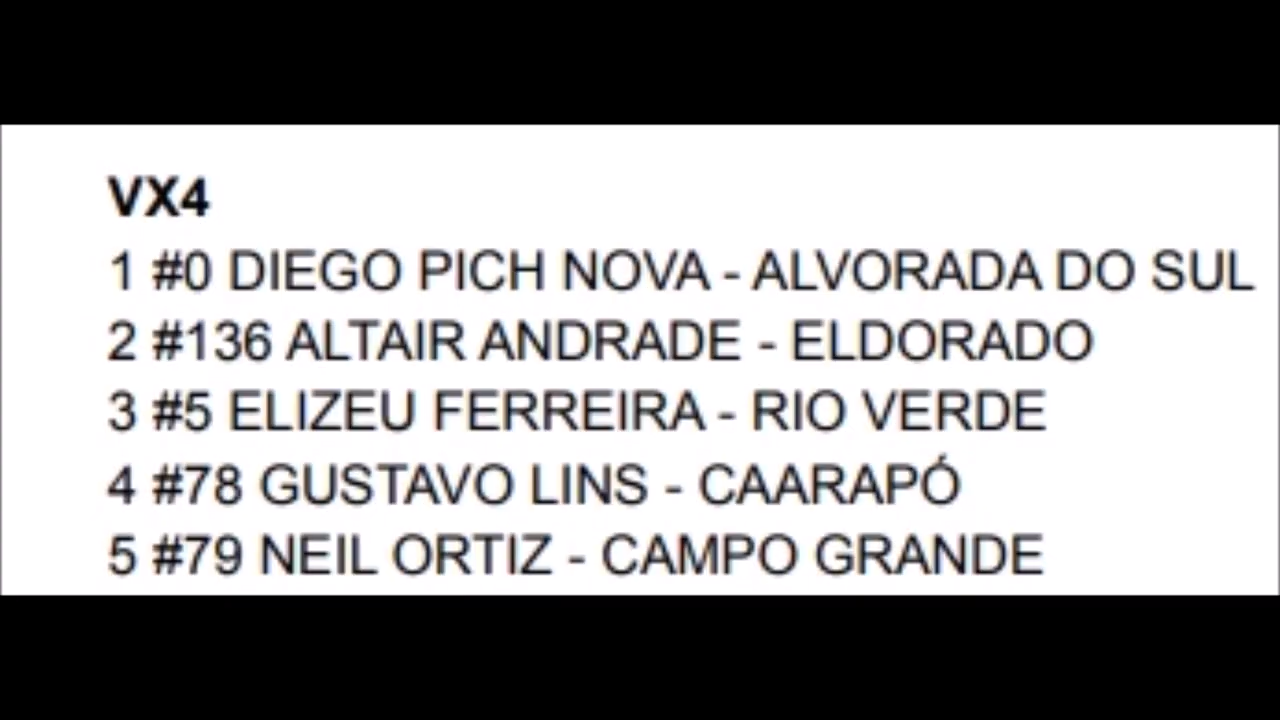 VX4
1 #0 DIEGO PICH NOVA - ALVORADA DO SUL
2 #136 ALTAIR ANDRADE - ELDORADO
3 #5 ELIZEU FERREIRA - RIO VERDE
4 #78 GUSTAVO LINS - CAARAPÓ
5 #79 NEIL ORTIZ - CAMPO GRANDE